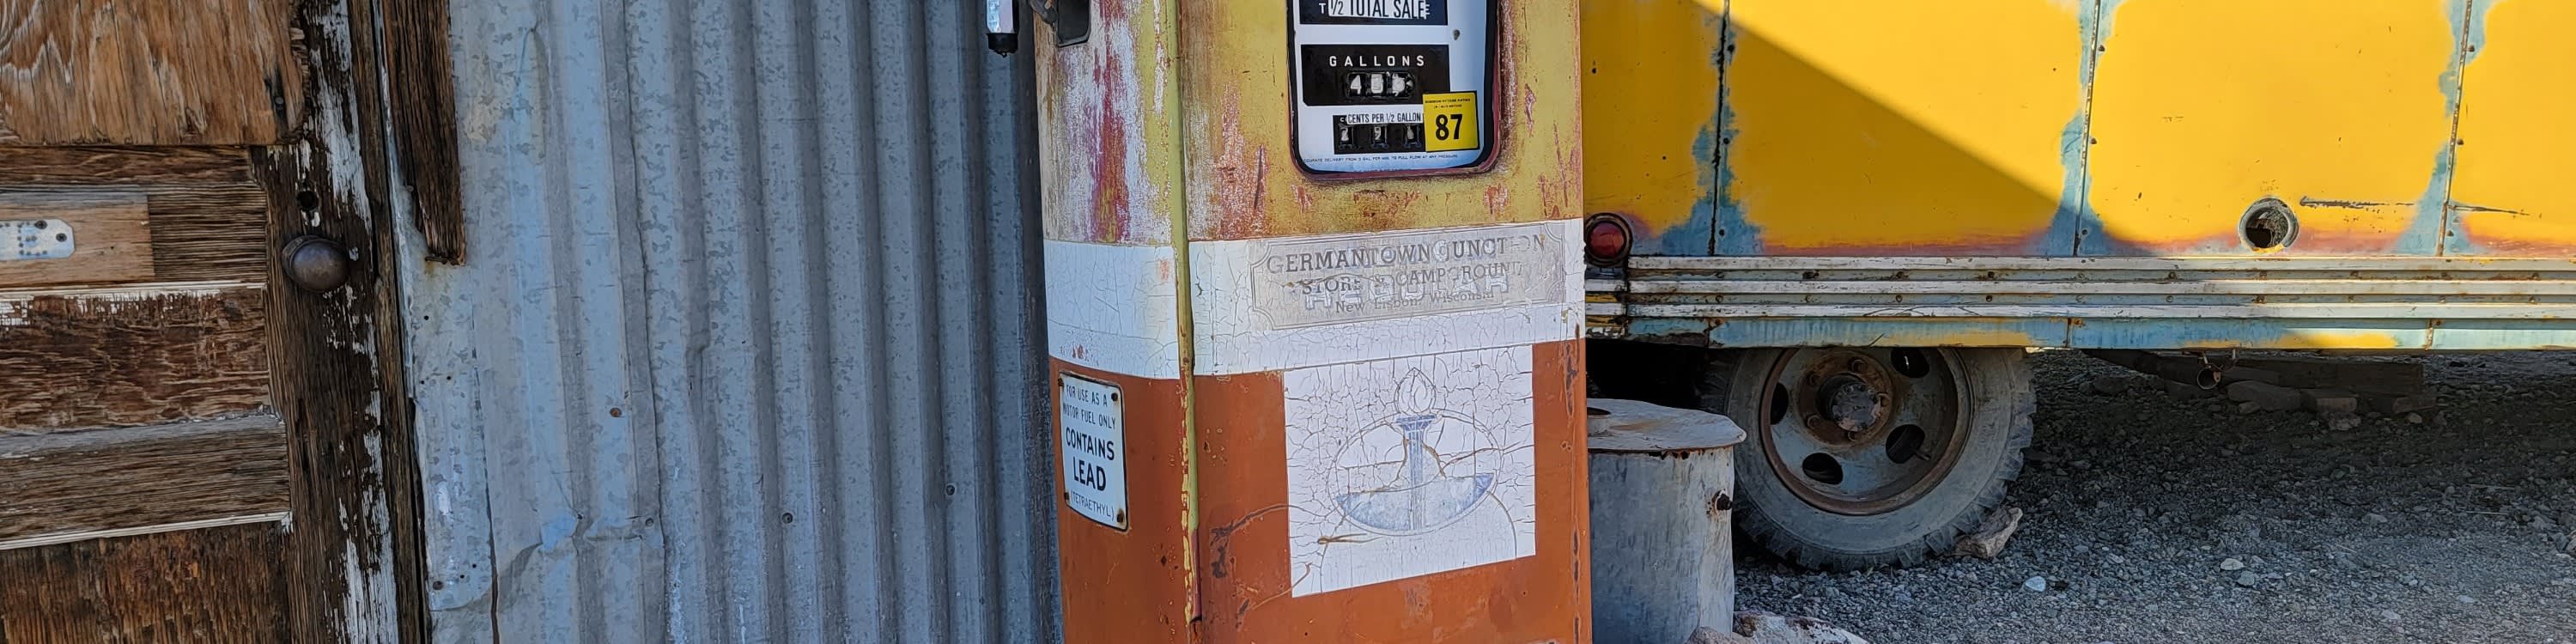 1/2 TOTAL SALE
GALLONS
CENTS PER 1/2 GALLON
87
GERMANTOWN JUNCTION
STORE & CAMPGROUND
New Lisbon, Wisconsin
FOR USE AS A
MOTOR FUEL ONLY
CONTAINS
LEAD
(TETRAETHYL)